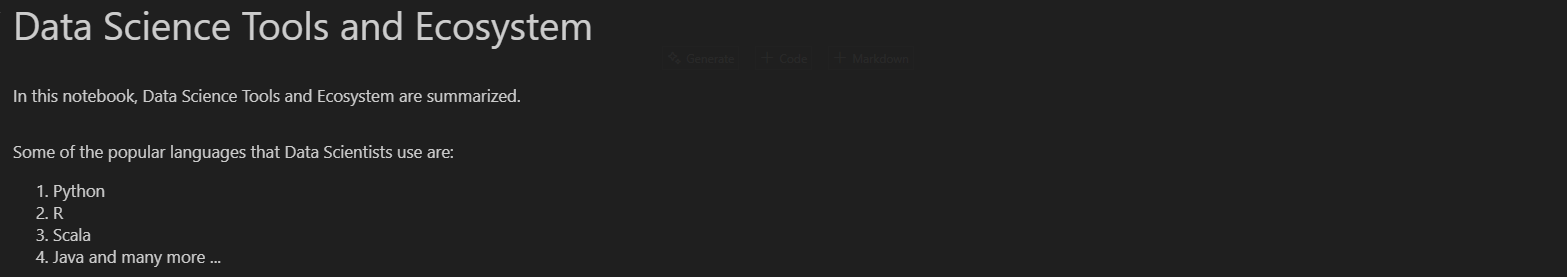 Data Science Tools and Ecosystem
Generate + Code + Markdown
In this notebook, Data Science Tools and Ecosystem are summarized.
Some of the popular languages that Data Scientists use are:
1. Python
2. R
3. Scala
4. Java and many more ...